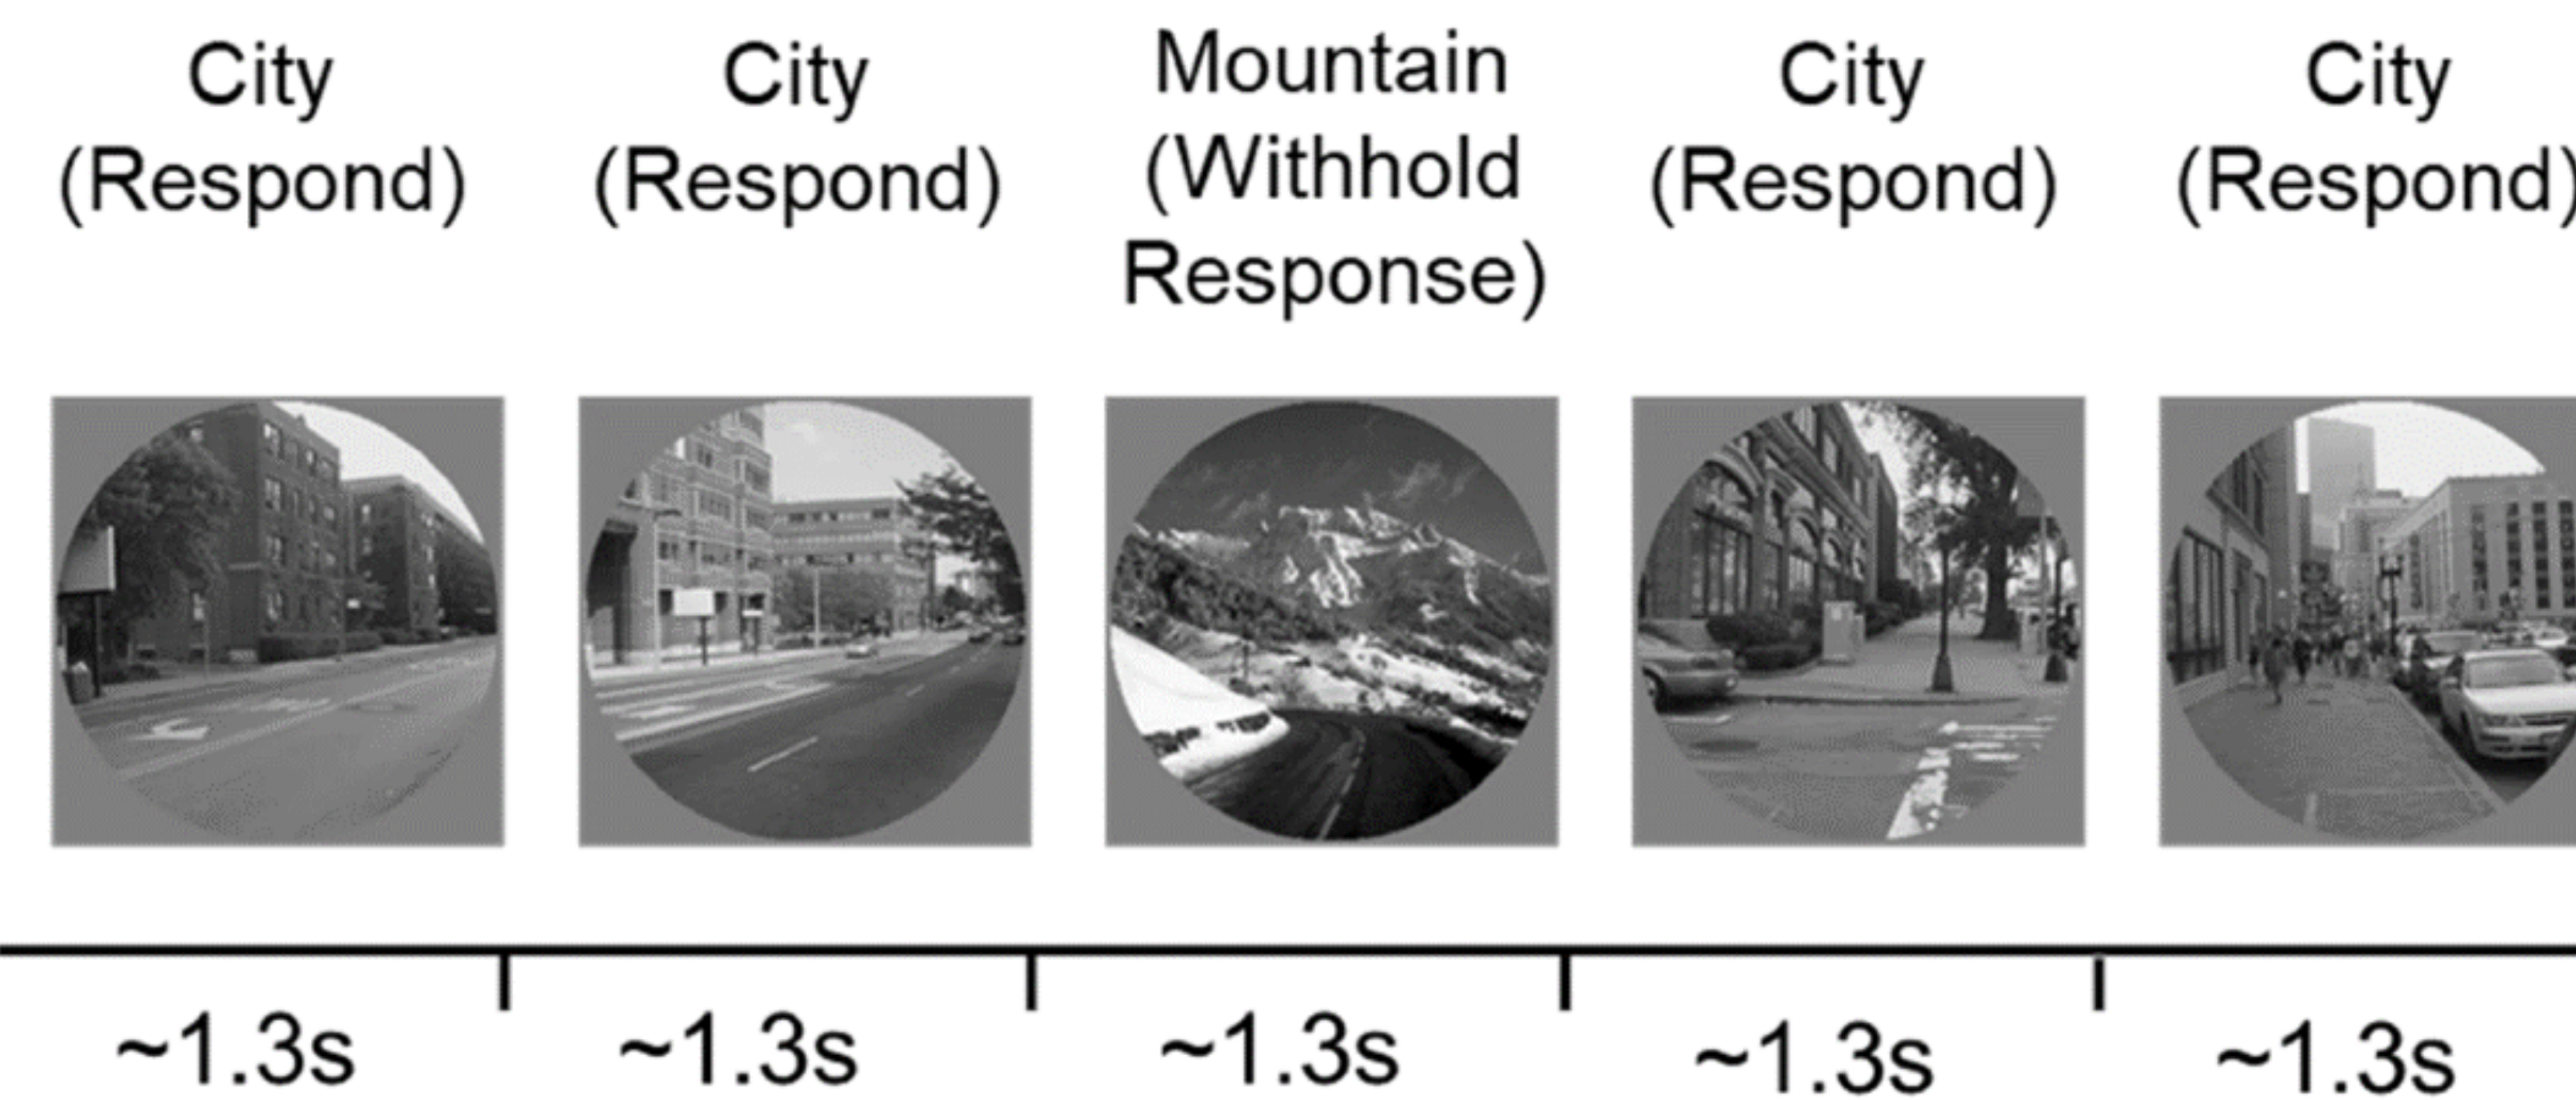 City
(Respond)
City
(Respond)
Mountain
(Withhold
Response)
City
(Respond)
City
(Respond)
~1.3s
~1.3s
~1.3s
~1.3s
~1.3s